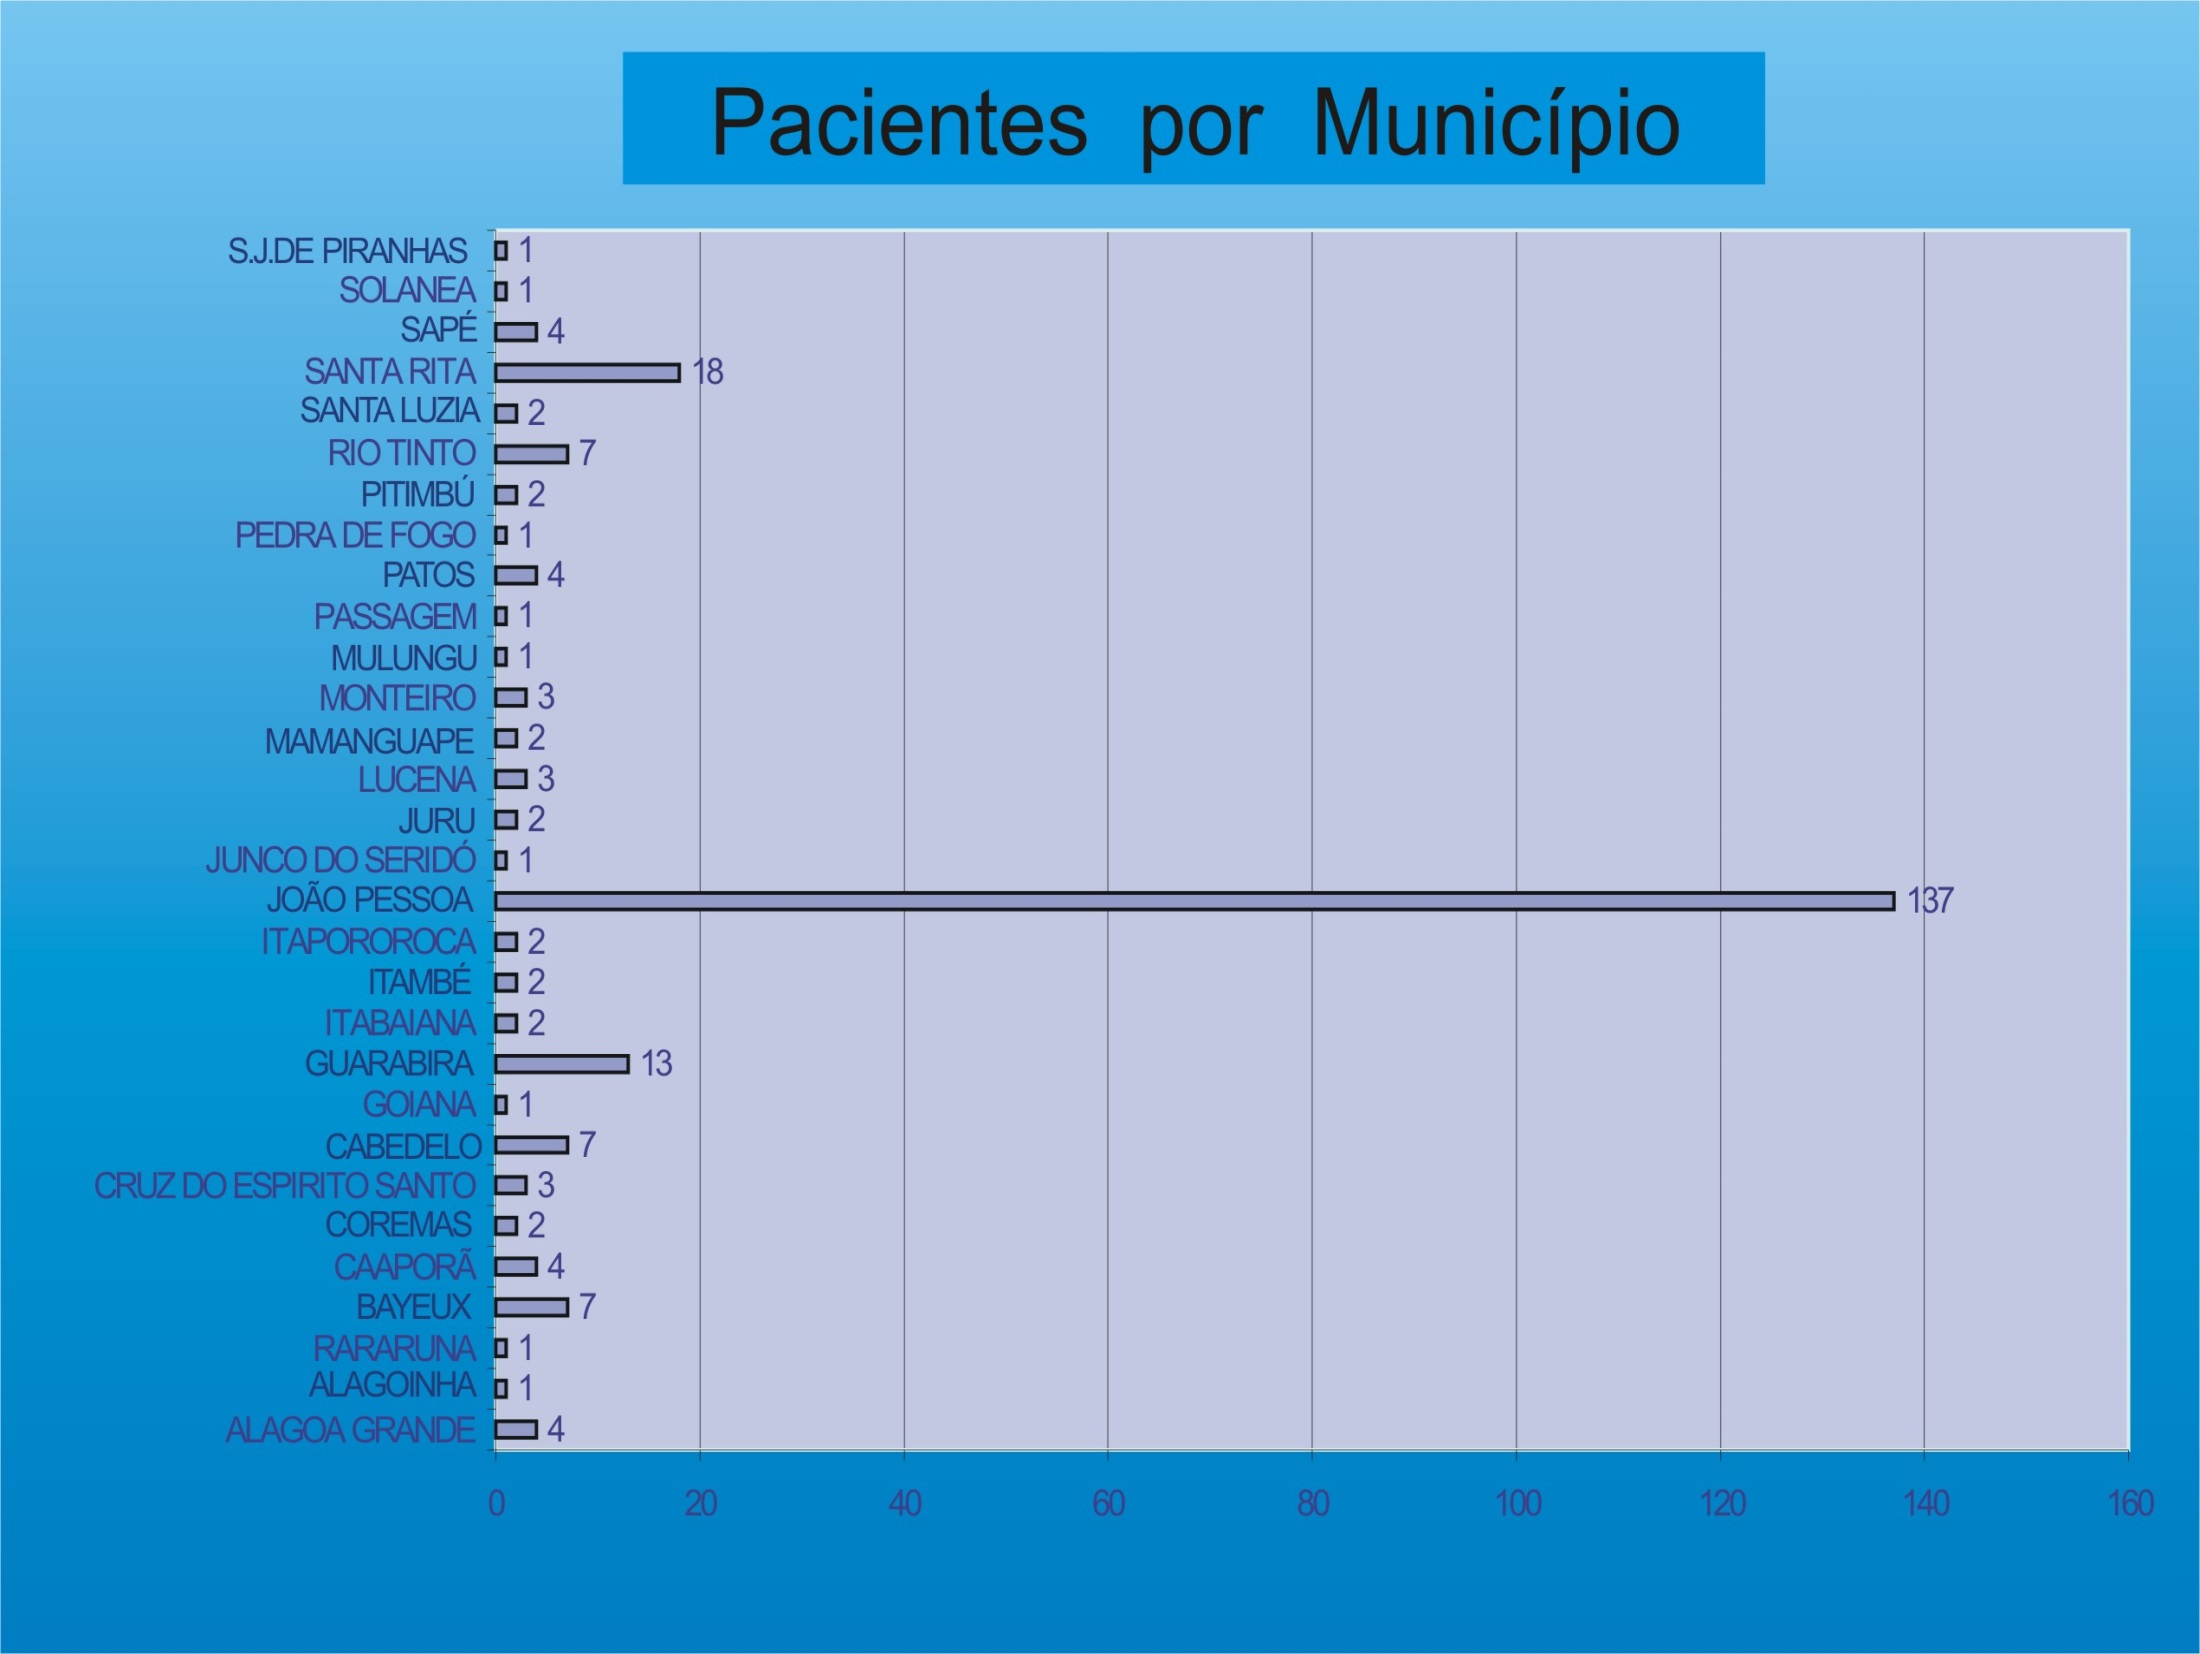 Pacientes por Município
S.J.DE PIRANHAS 1
SOLANEA 1
SAPÉ 4
SANTA RITA 18
SANTA LUZIA 2
RIO TINTO 7
PITIMBÚ 2
PEDRA DE FOGO 1
PATOS 4
PASSAGEM 1
MULUNGU 1
MONTEIRO 3
MAMANGUAPE 2
LUCENA 3
JURU 2
JUNCO DO SERIDÓ 1
JOÃO PESSOA 137
ITAPOROROCA 2
ITAMBÉ 2
ITABAIANA 2
GUARABIRA 13
GOIANA 1
CABEDELO 7
CRUZ DO ESPIRITO SANTO 3
COREMAS 2
CAAPORÃ 4
BAYEUX 7
RARARUNA 1
ALAGOINHA 1
ALAGOA GRANDE 4
0 20 40 60 80 100 120 140 160